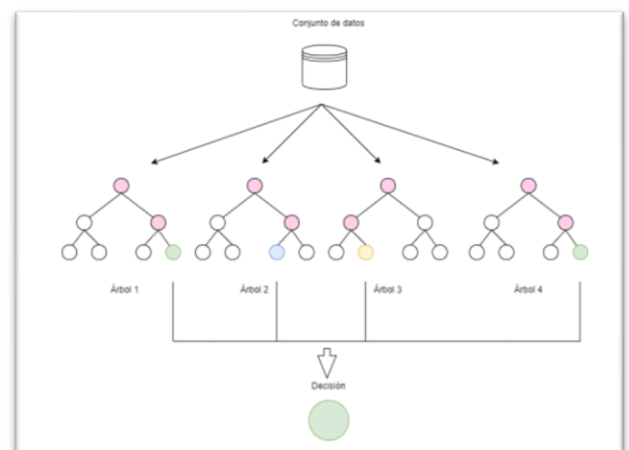 Conjunto de datos
Árbol 1
Árbol 2
Árbol 3
Árbol 4
Decisión